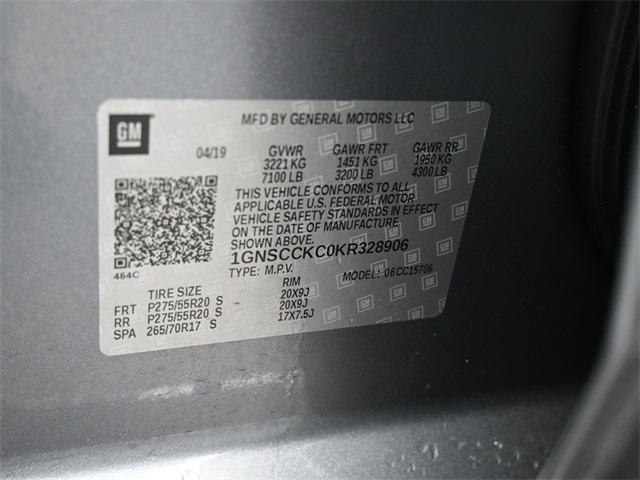 GM
MFD BY GENERAL MOTORS LLC
04/19 GVWR GAWR FRT GAWR RR
3221 KG 1451 KG 1950 KG
7100 LB 3200 LB 4300 LB
THIS VEHICLE CONFORMS TO ALL
APPLICABLE U.S. FEDERAL MOTOR
VEHICLE SAFETY STANDARDS IN EFFECT
ON THE DATE OF MANUFACTURE
SHOWN ABOVE.
1GNSCCKC0KR328906
464C
TYPE: M.P.V. MODEL: 06CC15706
TIRE SIZE RIM
FRT P275/55R20 S 20X9J
RR P275/55R20 S 20X9J
SPA 265/70R17 S 17X7.5J